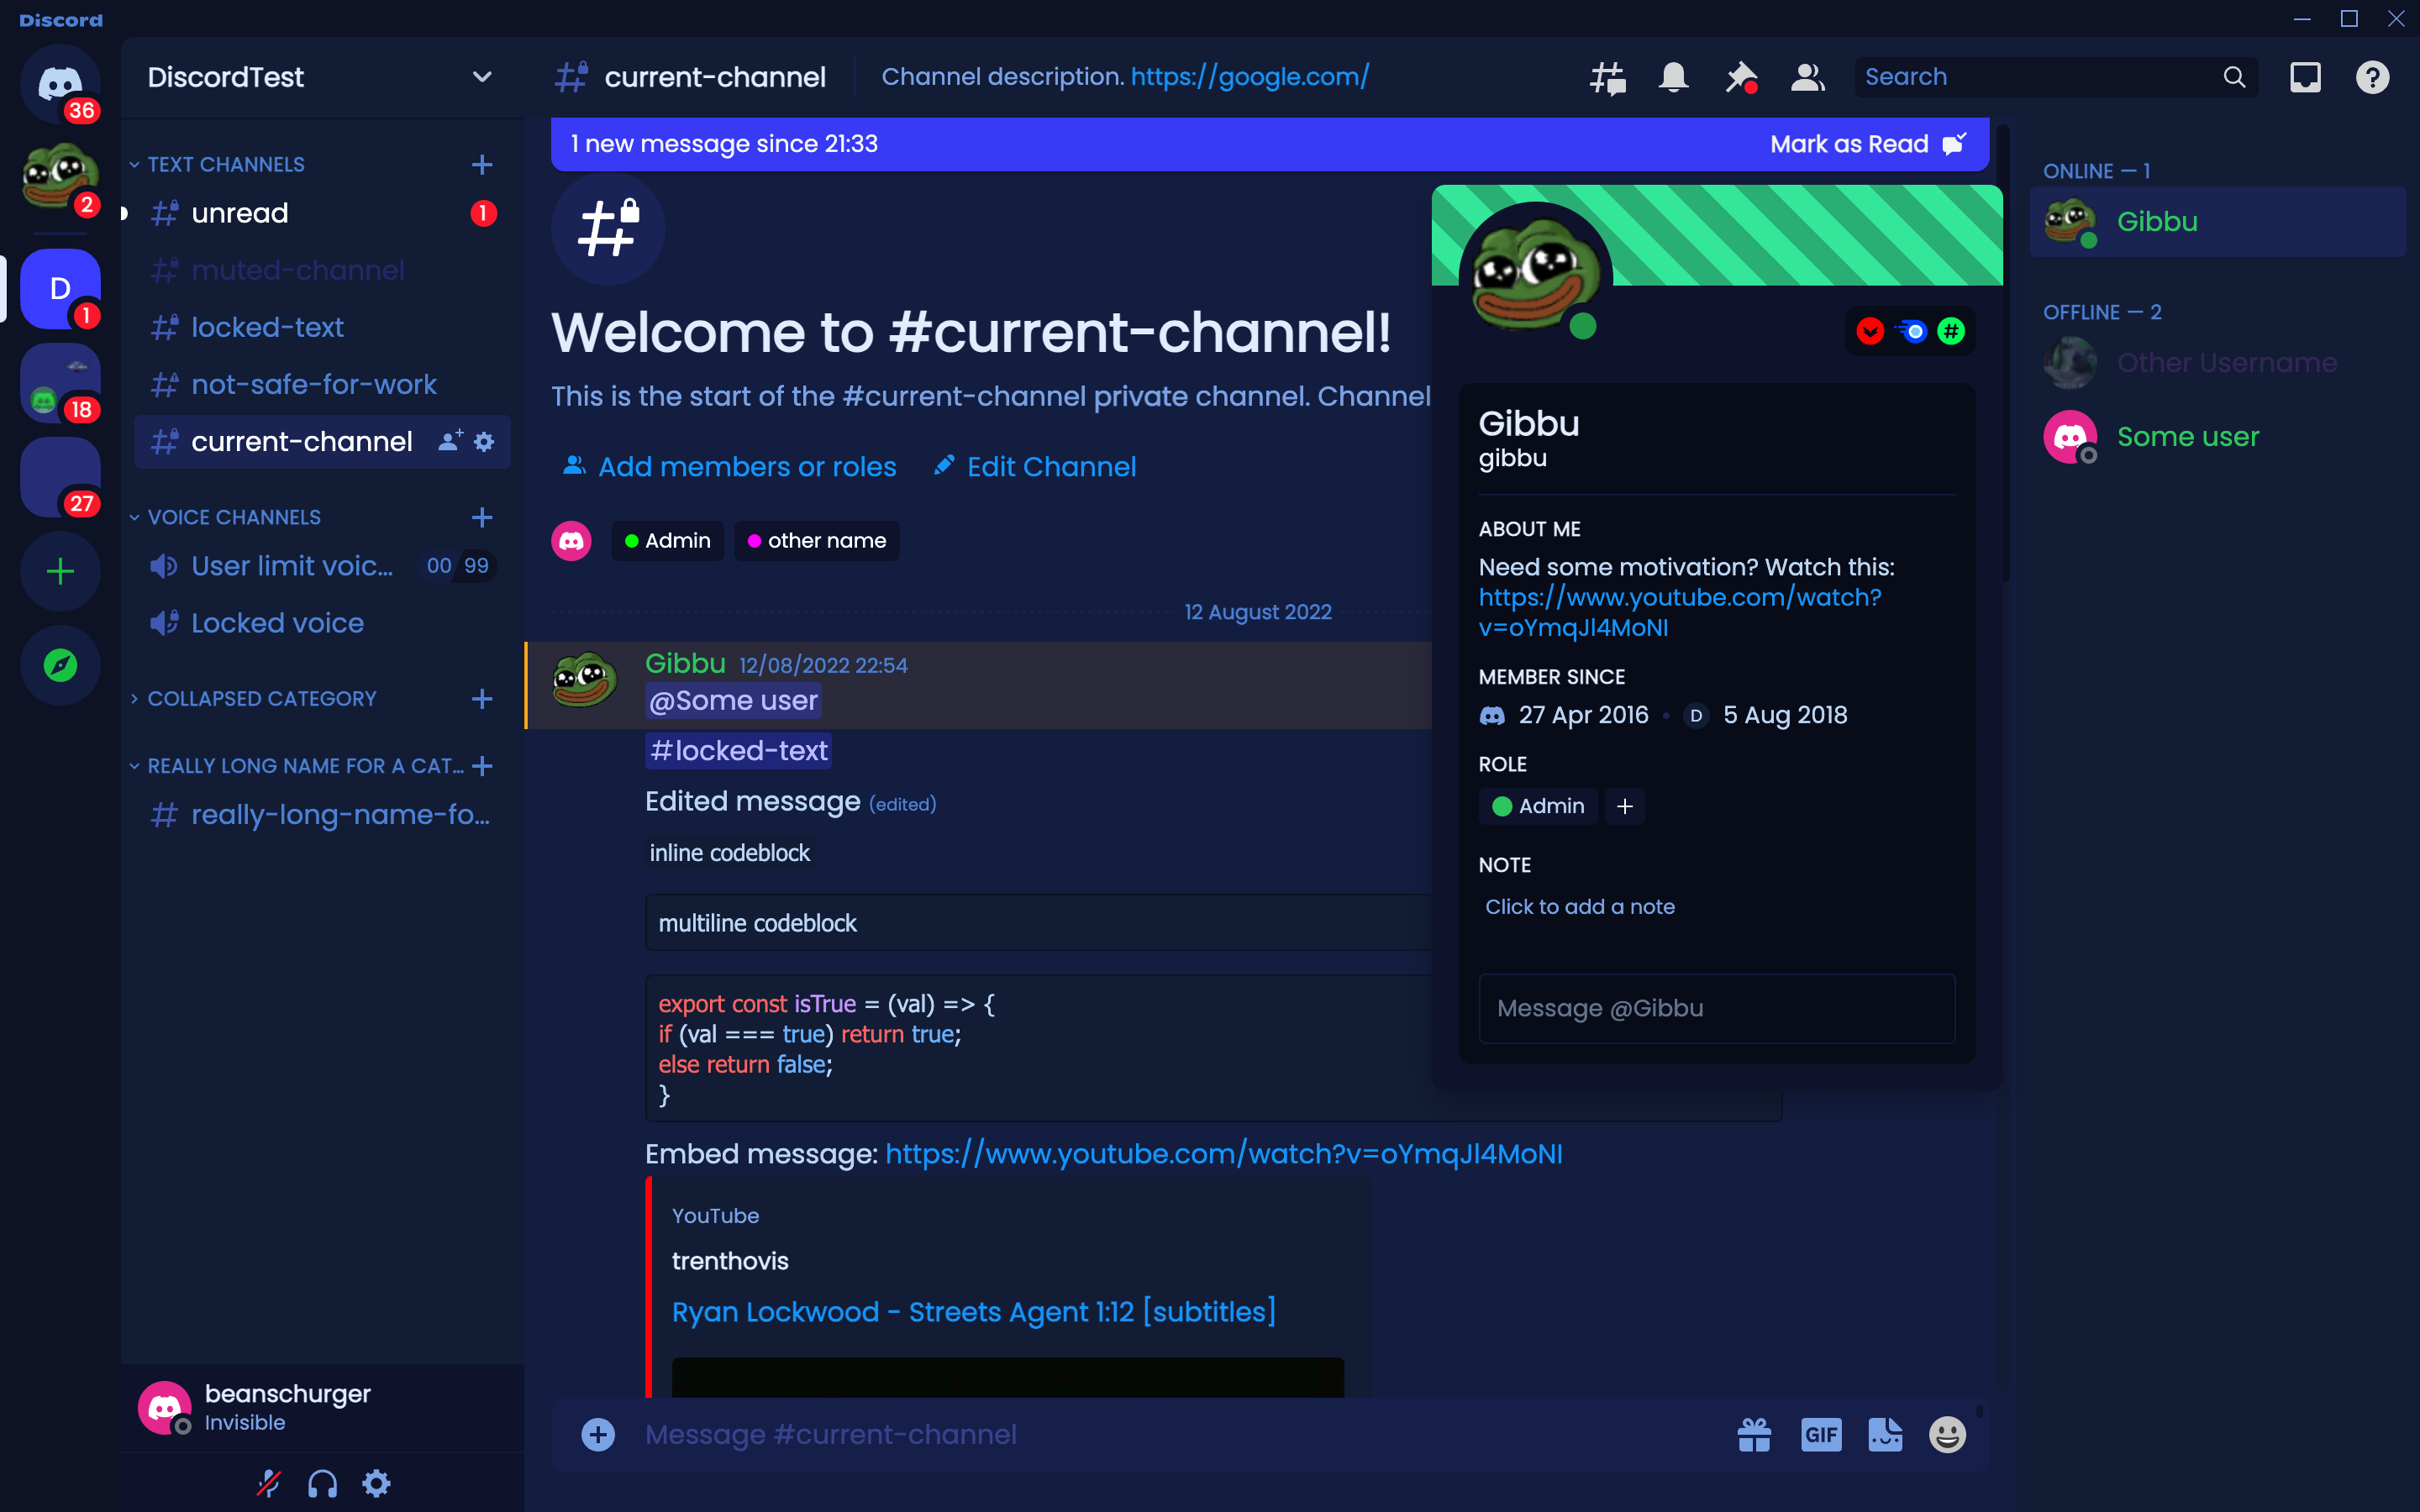 Discord
36
2
D
1
18
27
DiscordTest
TEXT CHANNELS
unread
1
muted-channel
locked-text
not-safe-for-work
current-channel
VOICE CHANNELS
User limit voic...
00 99
Locked voice
COLLAPSED CATEGORY
REALLY LONG NAME FOR A CAT...
really-long-name-fo...
beanschurger
Invisible
current-channel
Channel description. https://google.com/
Search
1 new message since 21:33
Mark as Read
Welcome to #current-channel!
This is the start of the #current-channel private channel. Channel
Add members or roles
Edit Channel
Admin
other name
12 August 2022
Gibbu 12/08/2022 22:54
@Some user
#locked-text
Edited message (edited)
inline codeblock
multiline codeblock
export const isTrue = (val) => {
if (val === true) return true;
else return false;
}
Embed message: https://www.youtube.com/watch?v=oYmqJl4MoNI
YouTube
trenthovis
Ryan Lockwood - Streets Agent 1:12 [subtitles]
Message #current-channel
GIF
Gibbu
gibbu
ABOUT ME
Need some motivation? Watch this:
https://www.youtube.com/watch?
v=oYmqJl4MoNI
MEMBER SINCE
27 Apr 2016 • D 5 Aug 2018
ROLE
Admin +
NOTE
Click to add a note
Message @Gibbu
ONLINE — 1
Gibbu
OFFLINE — 2
Other Username
Some user